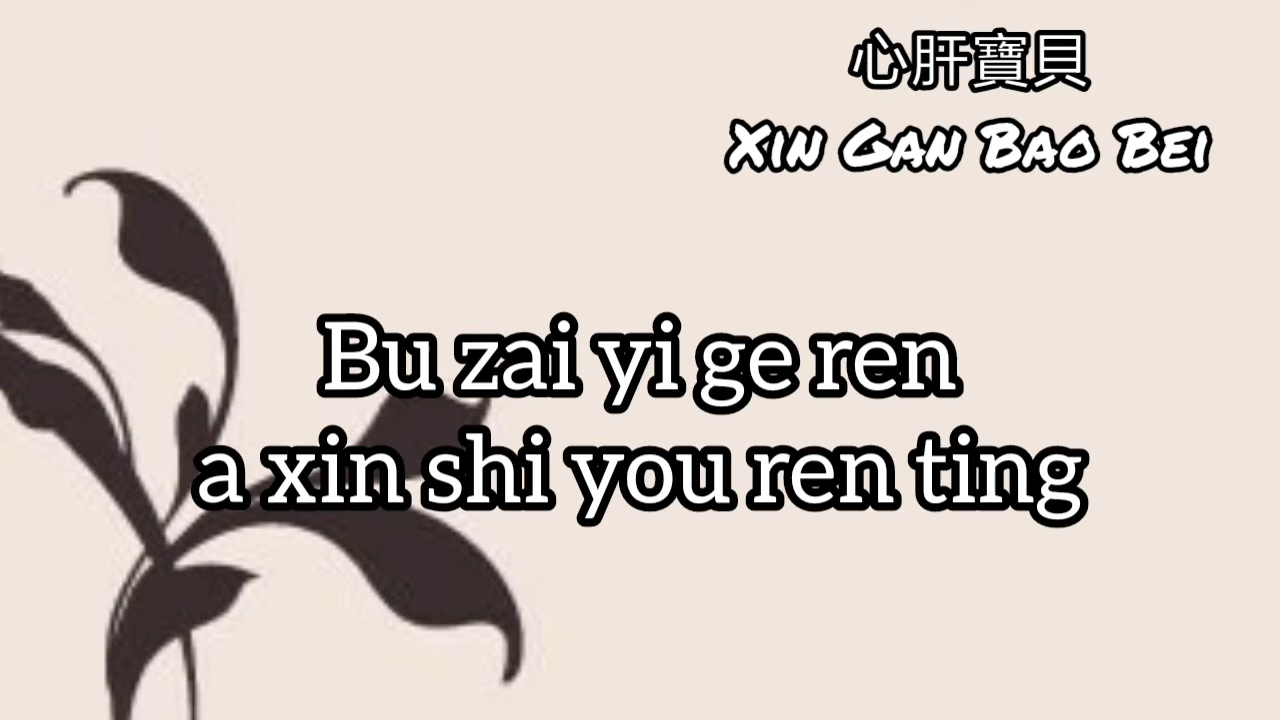 心肝寶貝
Xin Gan Bao Bei
Bu zai yi ge ren
a xin shi you ren ting